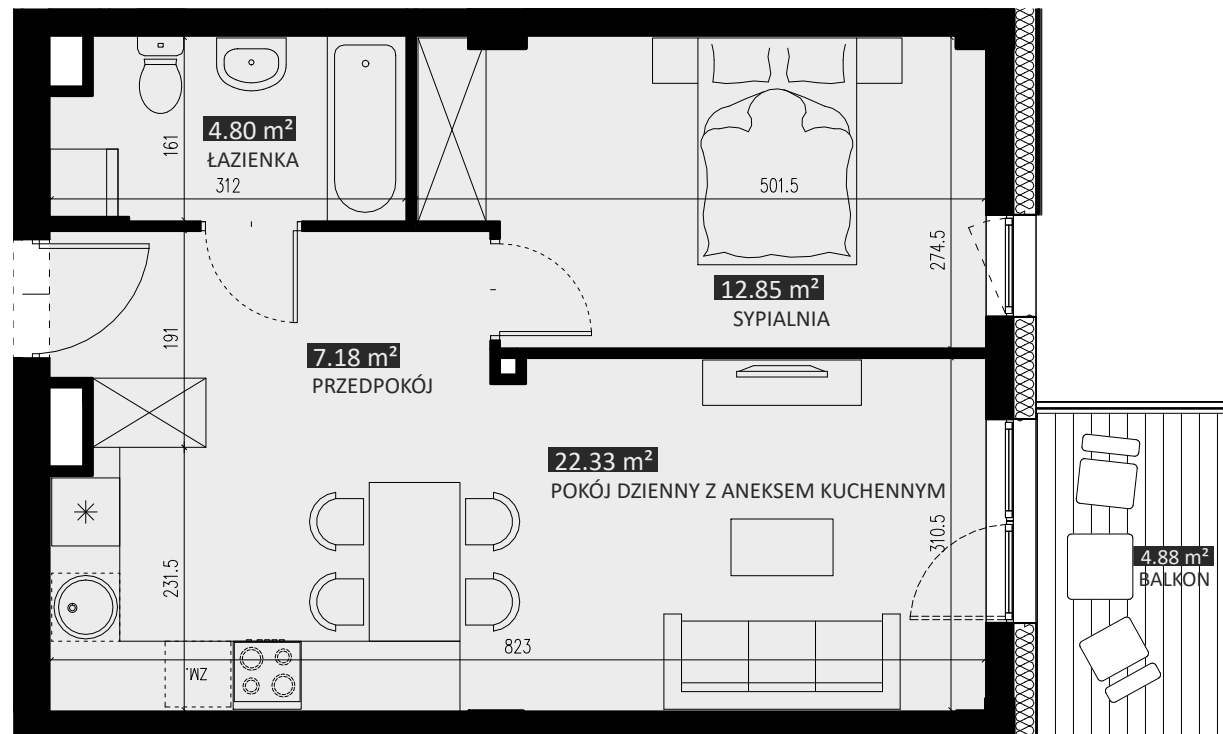 4.80 m²
ŁAZIENKA
161
312
501.5
274.5
12.85 m²
SYPIALNIA
191
7.18 m²
PRZEDPOKÓJ
22.33 m²
POKÓJ DZIENNY Z ANEKSEM KUCHENNYM
310.5
4.88 m²
BALKON
231.5
823
ZM.